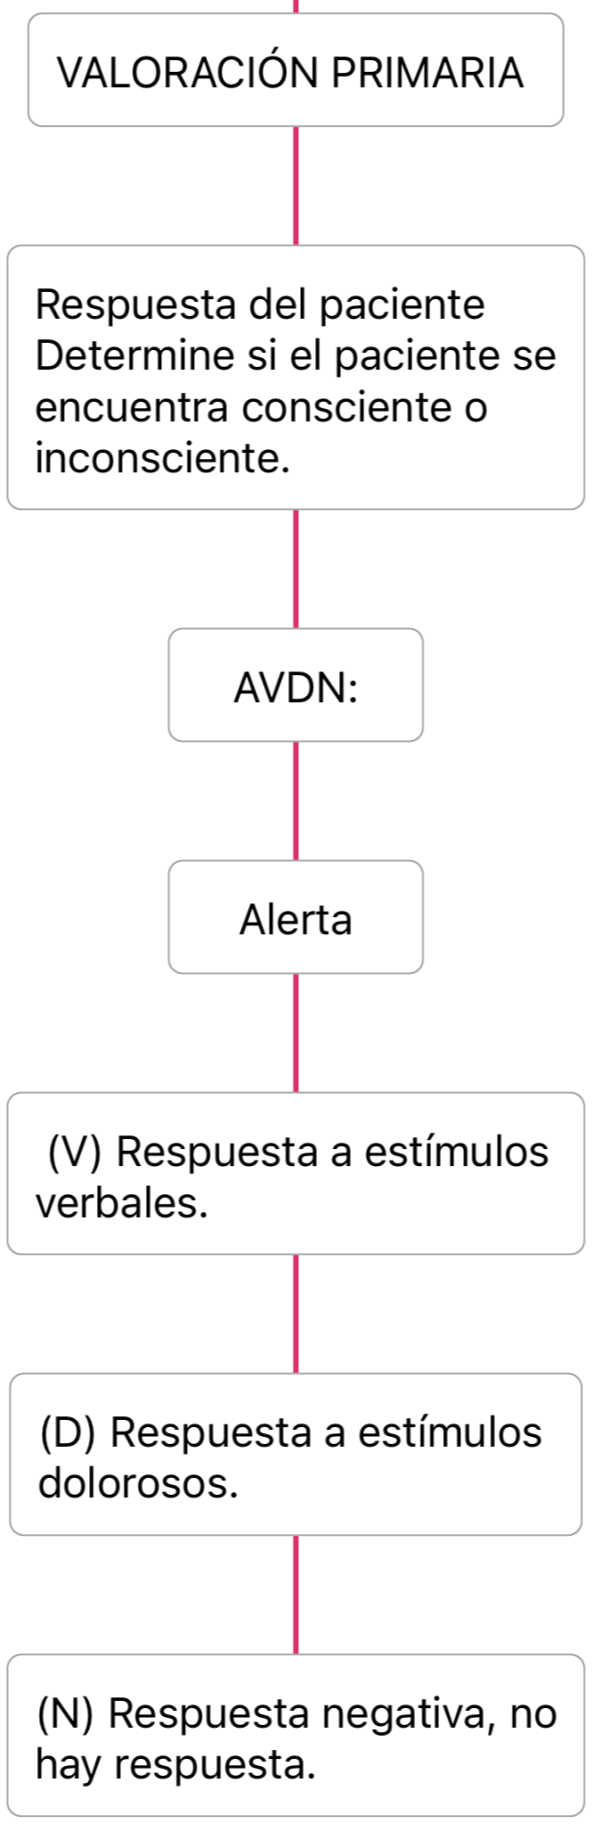 VALORACIÓN PRIMARIA
Respuesta del paciente
Determine si el paciente se
encuentra consciente o
inconsciente.
AVDN:
Alerta
(V) Respuesta a estímulos
verbales.
(D) Respuesta a estímulos
dolorosos.
(N) Respuesta negativa, no
hay respuesta.